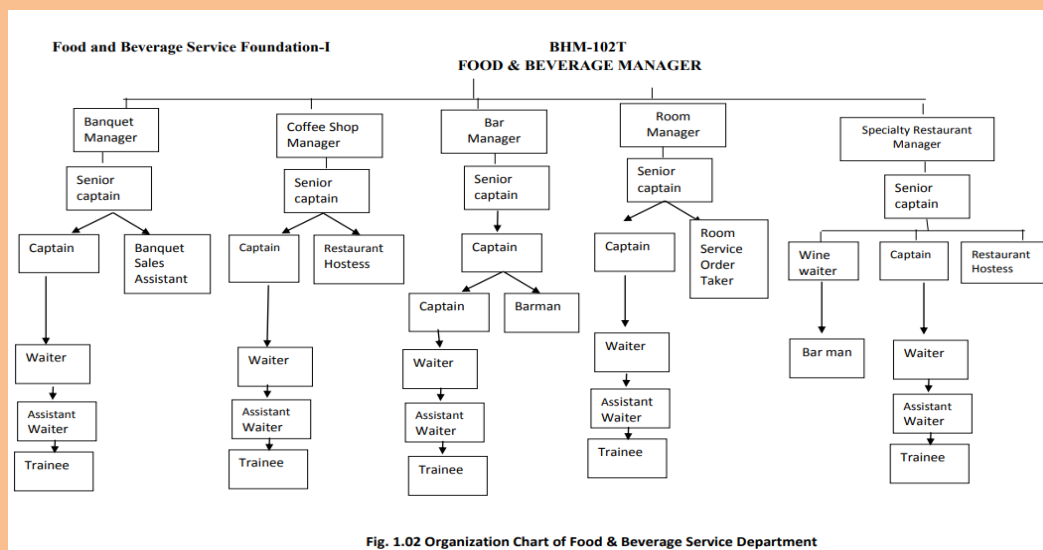 Food and Beverage Service Foundation-I
BHM-102T
FOOD & BEVERAGE MANAGER
Banquet
Manager
Coffee Shop
Manager
Bar
Manager
Room
Manager
Specialty Restaurant
Manager
Senior
captain
Senior
captain
Senior
captain
Senior
captain
Senior
captain
Captain
Banquet
Sales
Assistant
Captain
Restaurant
Hostess
Captain
Captain
Room
Service
Order
Taker
Wine
waiter
Captain
Restaurant
Hostess
Captain
Barman
Waiter
Waiter
Waiter
Waiter
Bar man
Waiter
Assistant
Waiter
Assistant
Waiter
Assistant
Waiter
Assistant
Waiter
Assistant
Waiter
Trainee
Trainee
Trainee
Trainee
Trainee
Fig. 1.02 Organization Chart of Food & Beverage Service Department